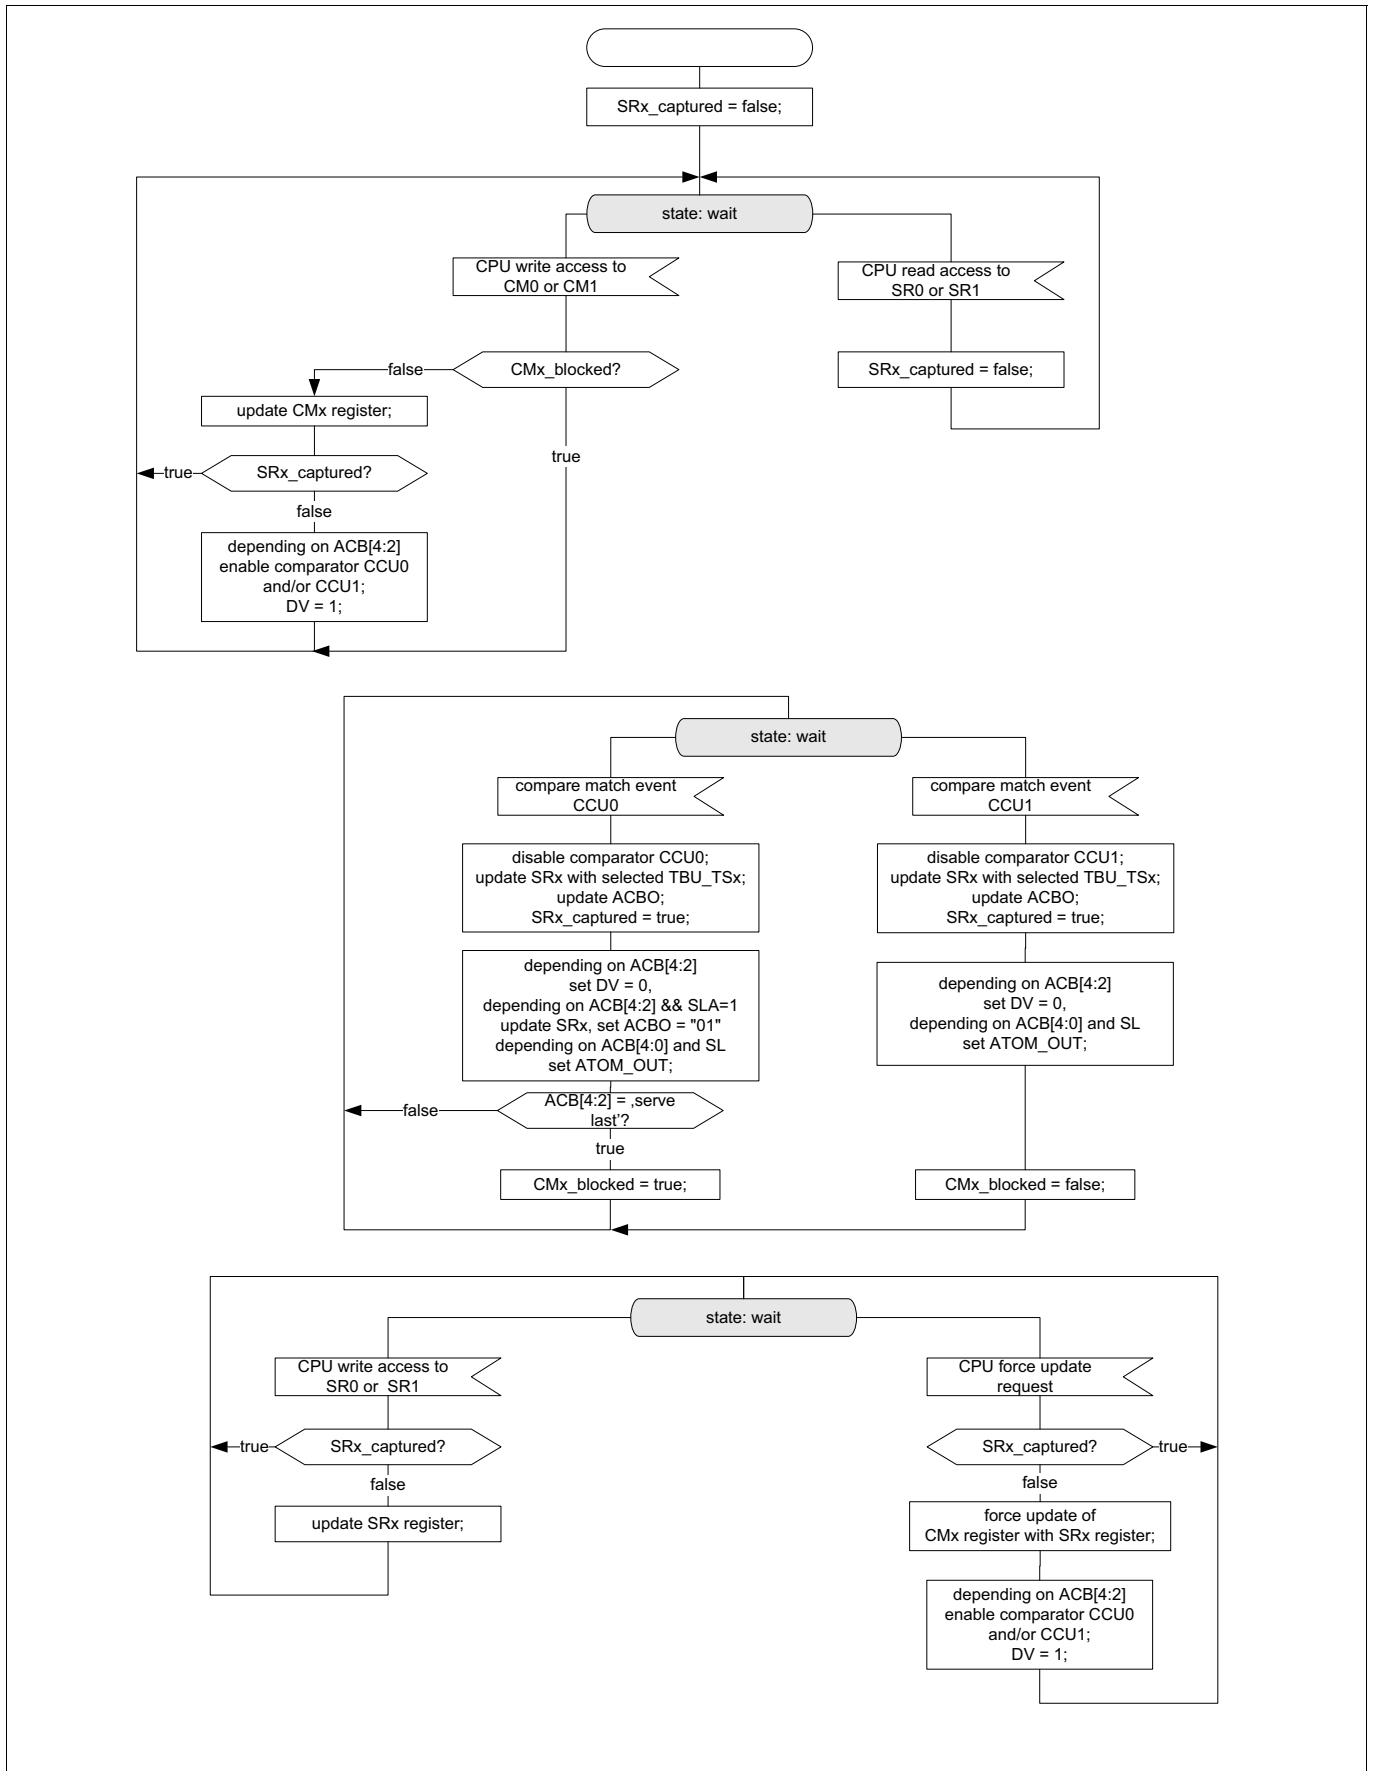 SRx_captured = false;
state: wait
CPU write access to
CM0 or CM1
CPU read access to
SR0 or SR1
false
CMx_blocked?
SRx_captured = false;
update CMx register;
true
true
SRx_captured?
false
depending on ACB[4:2]
enable comparator CCU0
and/or CCU1;
DV = 1;
state: wait
compare match event
CCU0
compare match event
CCU1
disable comparator CCU0;
update SRx with selected TBU_TSx;
update ACBO;
SRx_captured = true;
disable comparator CCU1;
update SRx with selected TBU_TSx;
update ACBO;
SRx_captured = true;
depending on ACB[4:2]
set DV = 0,
depending on ACB[4:2] && SLA=1
update SRx, set ACBO = "01"
depending on ACB[4:0] and SL
set ATOM_OUT;
depending on ACB[4:2]
set DV = 0,
depending on ACB[4:0] and SL
set ATOM_OUT;
false
ACB[4:2] = ‚serve
last’?
true
CMx_blocked = true;
CMx_blocked = false;
state: wait
CPU write access to
SR0 or  SR1
CPU force update
request
true
SRx_captured?
SRx_captured?
true
false
false
update SRx register;
force update of
CMx register with SRx register;
depending on ACB[4:2]
enable comparator CCU0
and/or CCU1;
DV = 1;